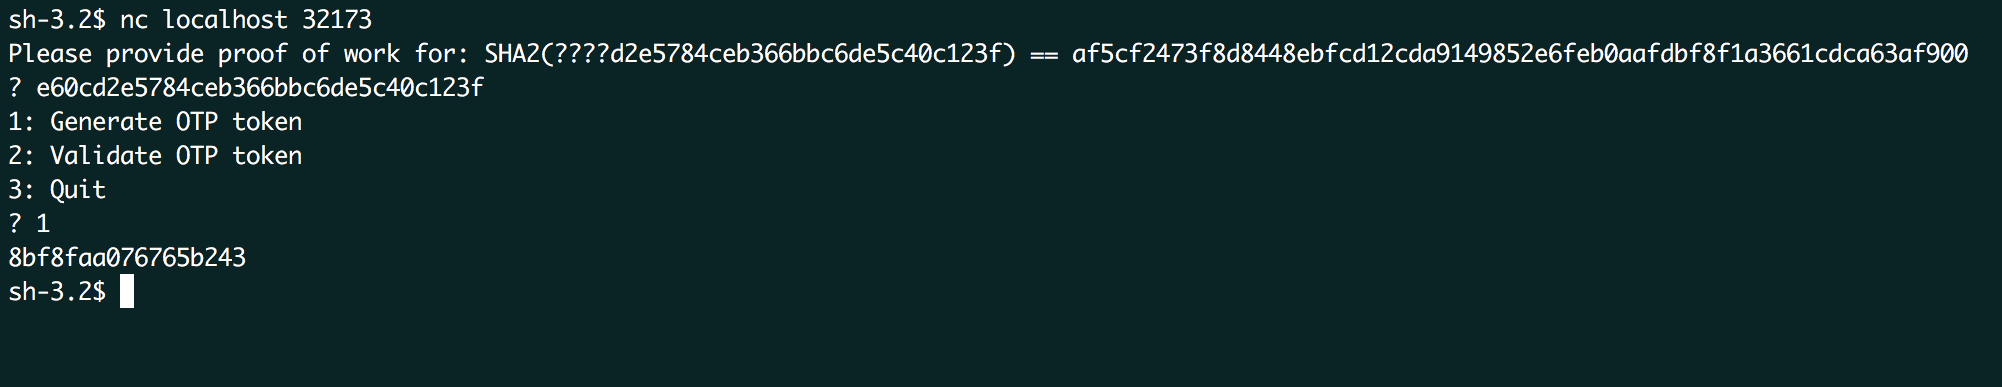 sh-3.2$ nc localhost 32173
Please provide proof of work for: SHA2(????d2e5784ceb366bbc6de5c40c123f) == af5cf2473f8d8448ebfcd12cda9149852e6feb0aafdbf8f1a3661cdca63af900
? e60cd2e5784ceb366bbc6de5c40c123f
1: Generate OTP token
2: Validate OTP token
3: Quit
? 1
8bf8faa076765b243
sh-3.2$